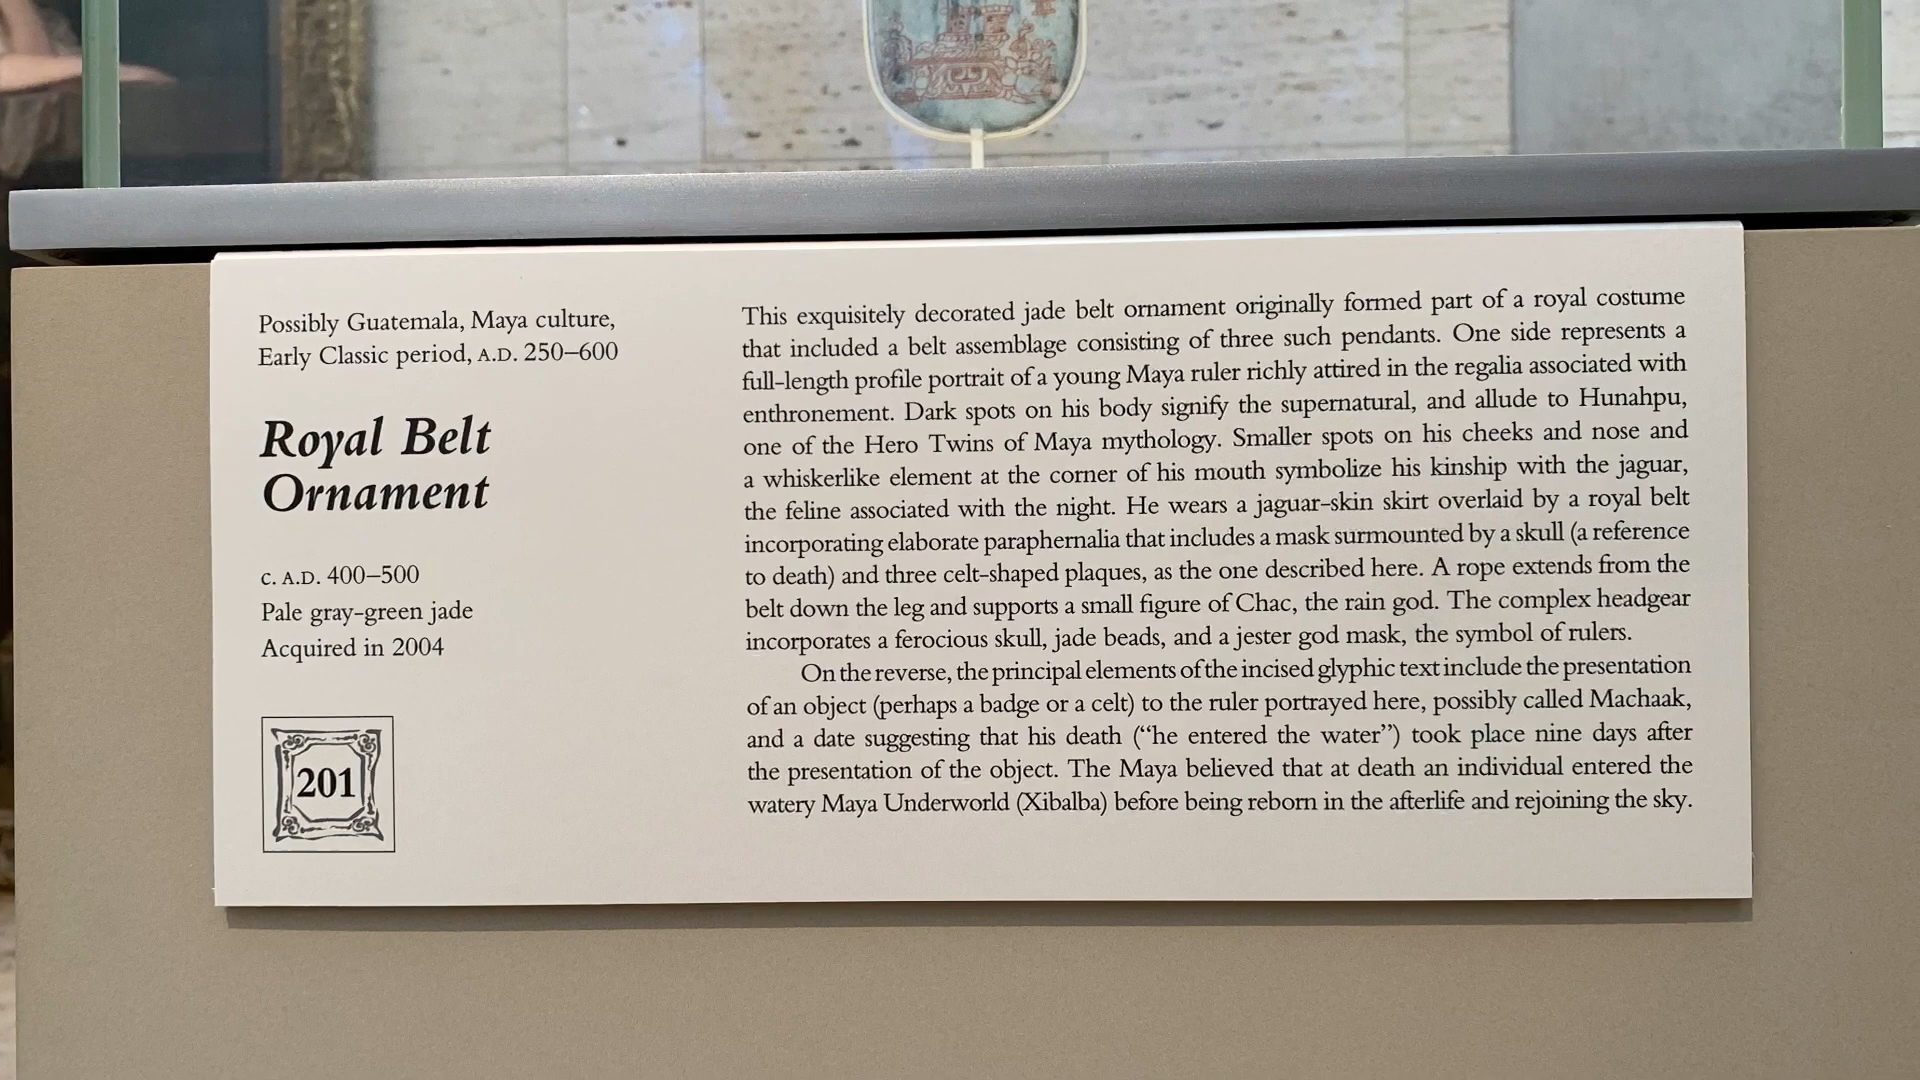 Possibly Guatemala, Maya culture,
Early Classic period, A.D. 250–600
Royal Belt
Ornament
c. A.D. 400–500
Pale gray-green jade
Acquired in 2004
201
This exquisitely decorated jade belt ornament originally formed part of a royal costume
that included a belt assemblage consisting of three such pendants. One side represents a
full-length profile portrait of a young Maya ruler richly attired in the regalia associated with
enthronement. Dark spots on his body signify the supernatural, and allude to Hunahpu,
one of the Hero Twins of Maya mythology. Smaller spots on his cheeks and nose and
a whiskerlike element at the corner of his mouth symbolize his kinship with the jaguar,
the feline associated with the night. He wears a jaguar-skin skirt overlaid by a royal belt
incorporating elaborate paraphernalia that includes a mask surmounted by a skull (a reference
to death) and three celt-shaped plaques, as the one described here. A rope extends from the
belt down the leg and supports a small figure of Chac, the rain god. The complex headgear
incorporates a ferocious skull, jade beads, and a jester god mask, the symbol of rulers.
On the reverse, the principal elements of the incised glyphic text include the presentation
of an object (perhaps a badge or a celt) to the ruler portrayed here, possibly called Machaak,
and a date suggesting that his death (“he entered the water”) took place nine days after
the presentation of the object. The Maya believed that at death an individual entered the
watery Maya Underworld (Xibalba) before being reborn in the afterlife and rejoining the sky.